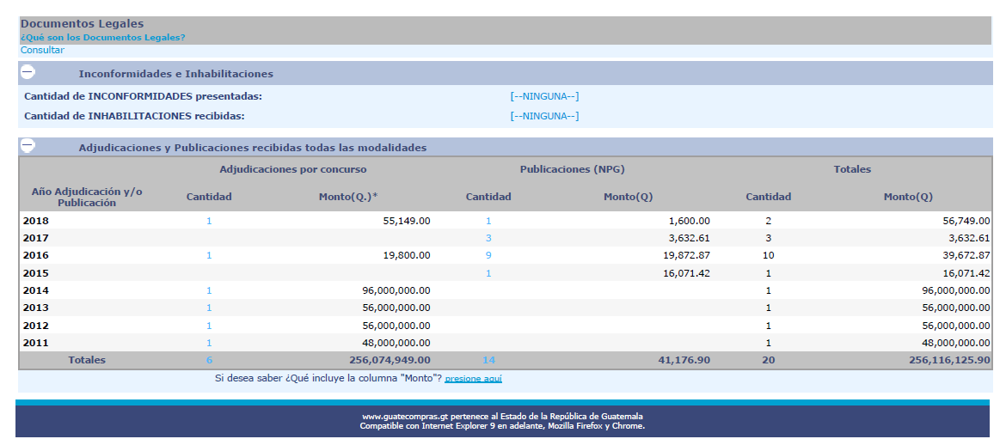 Documentos Legales
¿Qué son los Documentos Legales?
Consultar
Inconformidades e Inhabilitaciones
Cantidad de INCONFORMIDADES presentadas: [--NINGUNA--]
Cantidad de INHABILITACIONES recibidas: [--NINGUNA--]
Adjudicaciones y Publicaciones recibidas todas las modalidades
Adjudicaciones por concurso Publicaciones (NPG) Totales
Año Adjudicación y/o
Publicación Cantidad Monto(Q.)* Cantidad Monto(Q) Cantidad Monto(Q)
2018 1 55,149.00 1 1,600.00 2 56,749.00
2017 3 3,632.61 3 3,632.61
2016 1 19,800.00 9 19,872.87 10 39,672.87
2015 1 16,071.42 1 16,071.42
2014 1 96,000,000.00 1 96,000,000.00
2013 1 56,000,000.00 1 56,000,000.00
2012 1 56,000,000.00 1 56,000,000.00
2011 1 48,000,000.00 1 48,000,000.00
Totales 6 256,074,949.00 14 41,176.90 20 256,116,125.90
Si desea saber ¿Qué incluye la columna "Monto"? presione aquí
www.guatecompras.gt pertenece al Estado de la República de Guatemala
Compatible con Internet Explorer 9 en adelante, Mozilla Firefox y Chrome.